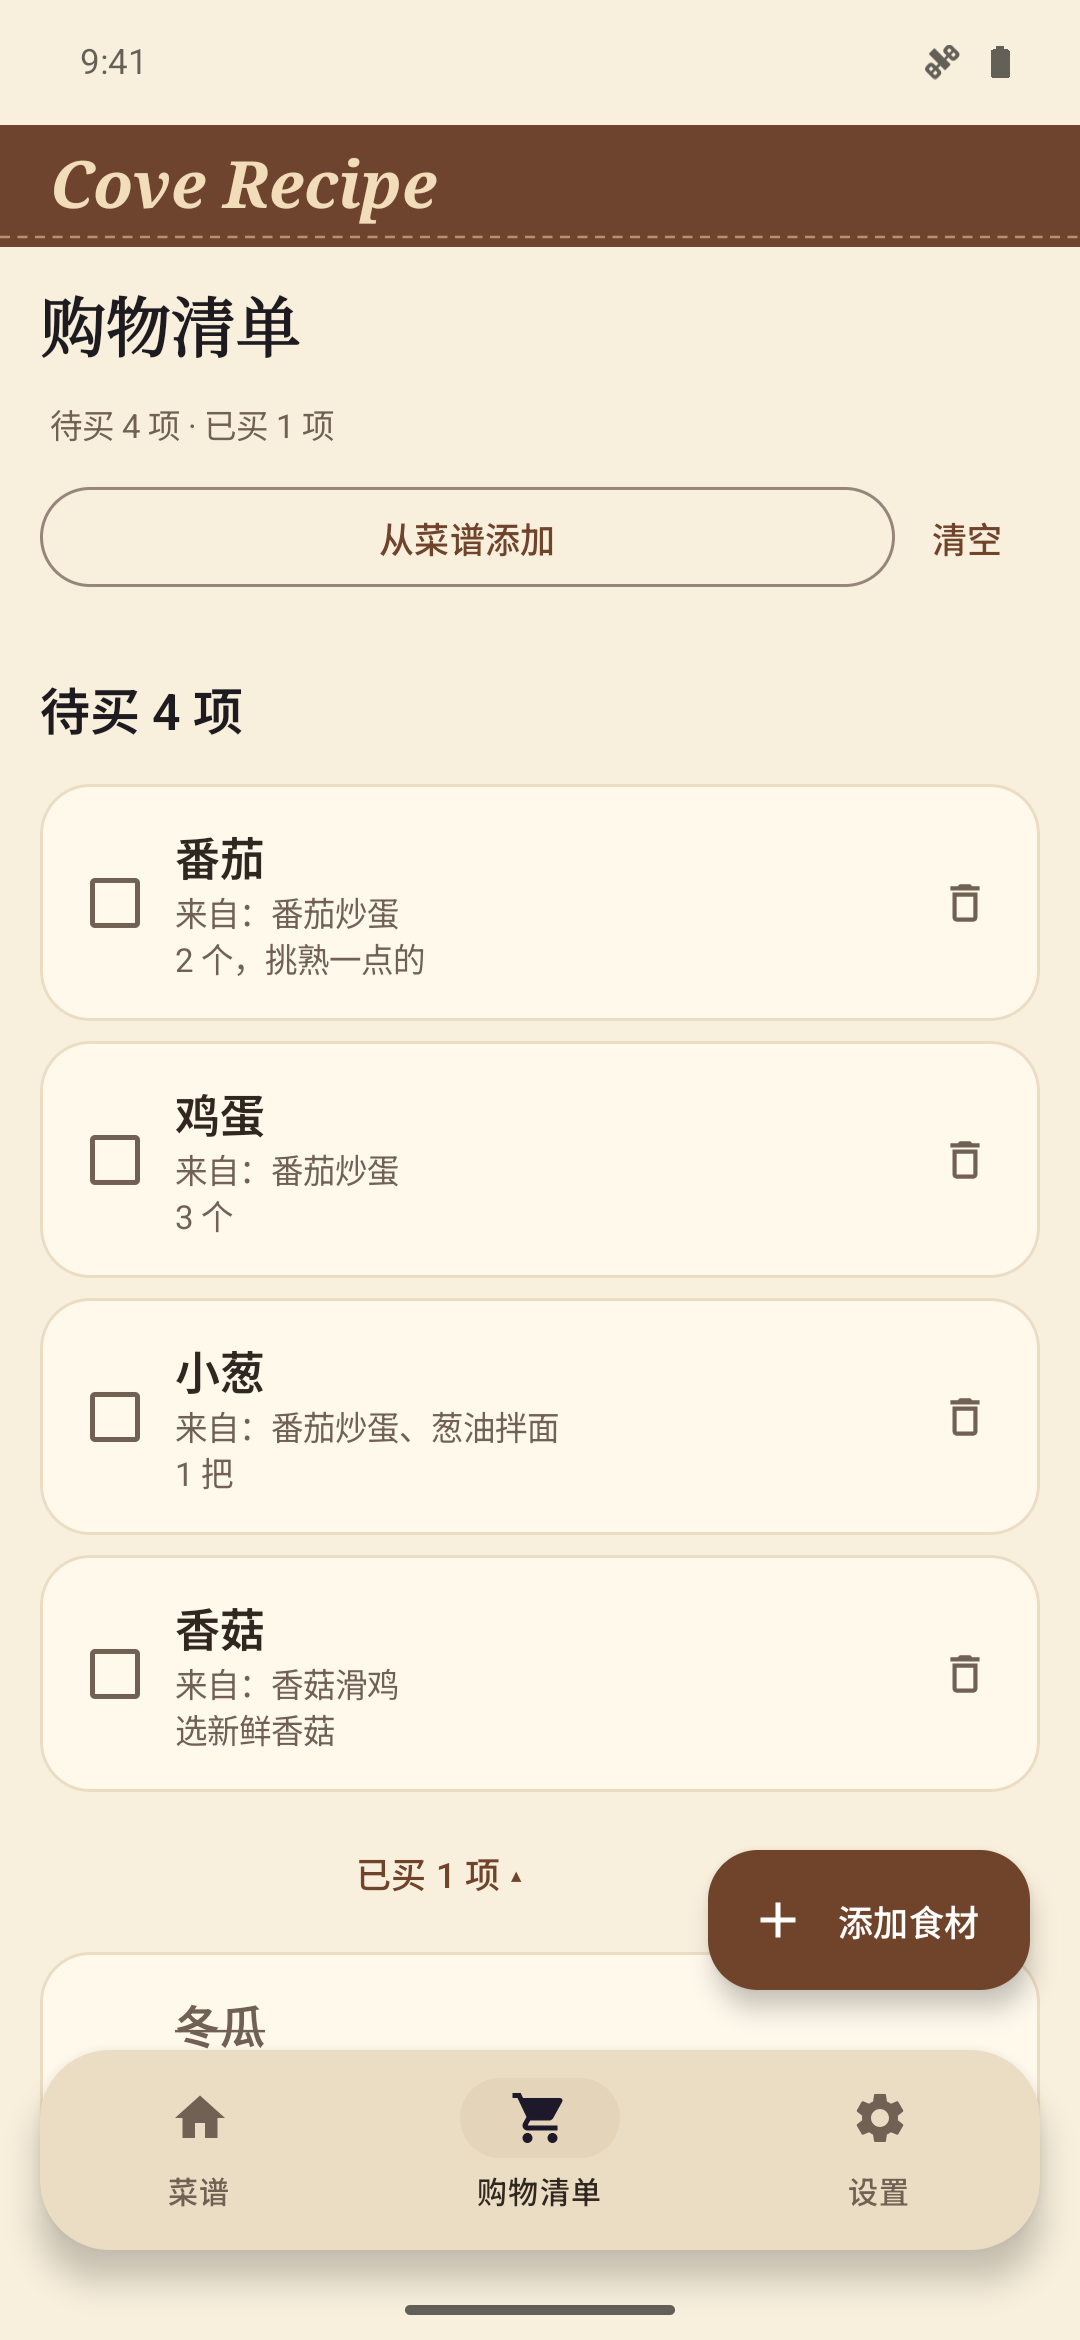 9:41
Cove Recipe
购物清单
待买 4 项 · 已买 1 项
从菜谱添加
清空
待买 4 项
番茄
来自：番茄炒蛋
2 个，挑熟一点的
鸡蛋
来自：番茄炒蛋
3 个
小葱
来自：番茄炒蛋、葱油拌面
1 把
香菇
来自：香菇滑鸡
选新鲜香菇
已买 1 项 ▴
添加食材
冬瓜
菜谱
购物清单
设置